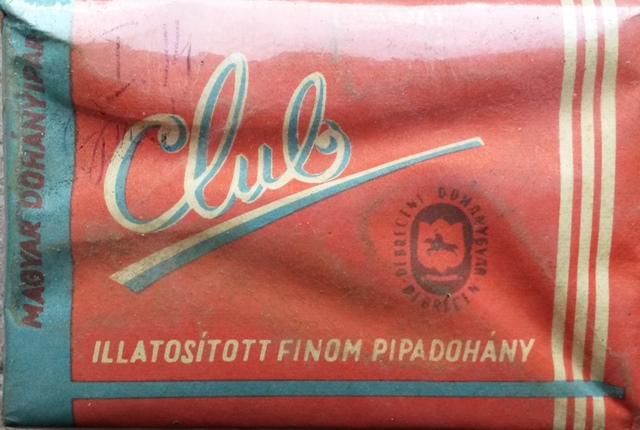 MAGYAR DOHÁNYIPAR
Club
DEBRECENI DOHÁNYGYÁR
DEBRECEN
ILLATOSÍTOTT FINOM PIPADOHÁNY